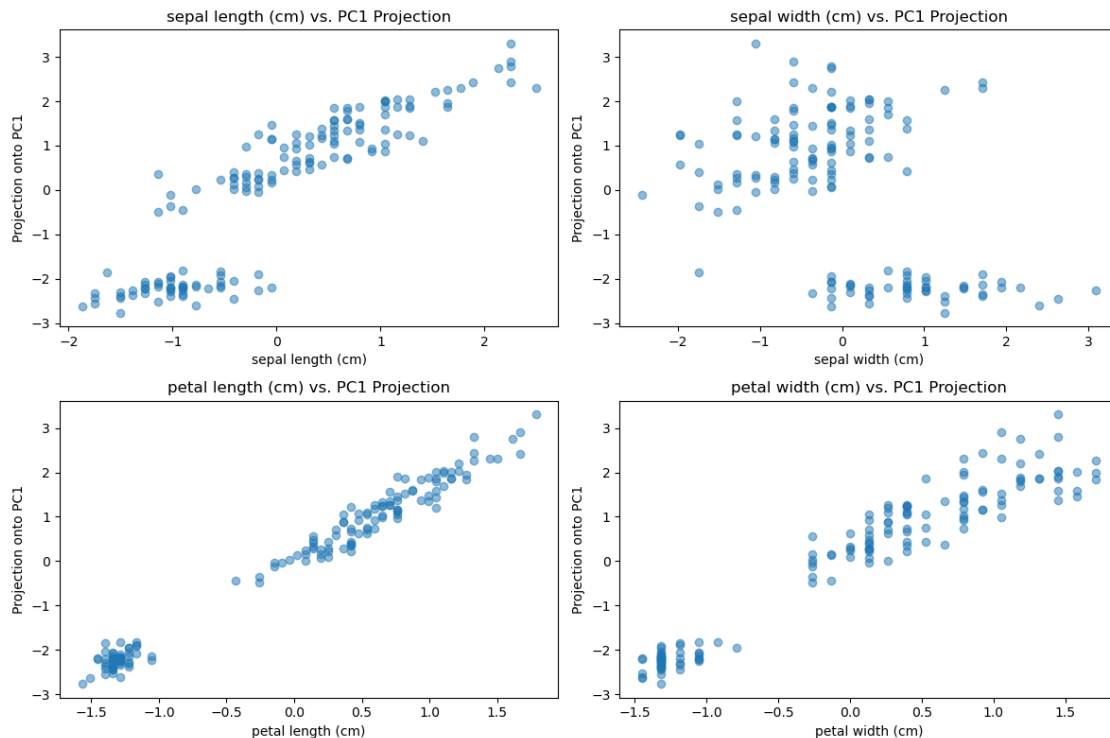 sepal length (cm) vs. PC1 Projection
3
2
1
0
−1
−2
−3
Projection onto PC1
−2 −1 0 1 2
sepal length (cm)
sepal width (cm) vs. PC1 Projection
3
2
1
0
−1
−2
−3
Projection onto PC1
−2 −1 0 1 2 3
sepal width (cm)
petal length (cm) vs. PC1 Projection
3
2
1
0
−1
−2
−3
Projection onto PC1
−1.5 −1.0 −0.5 0.0 0.5 1.0 1.5
petal length (cm)
petal width (cm) vs. PC1 Projection
3
2
1
0
−1
−2
−3
Projection onto PC1
−1.5 −1.0 −0.5 0.0 0.5 1.0 1.5
petal width (cm)